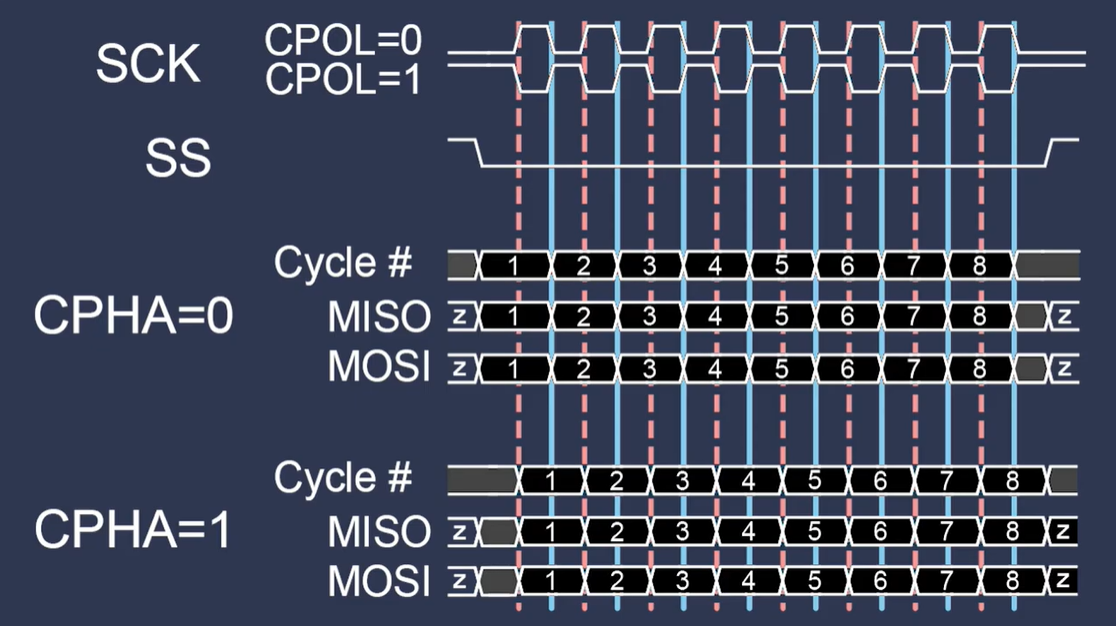 SCK CPOL=0
CPOL=1
SS
Cycle # 1 2 3 4 5 6 7 8
CPHA=0
MISO z 1 2 3 4 5 6 7 8 z
MOSI z 1 2 3 4 5 6 7 8 z
Cycle # 1 2 3 4 5 6 7 8
CPHA=1
MISO z 1 2 3 4 5 6 7 8 z
MOSI z 1 2 3 4 5 6 7 8 z